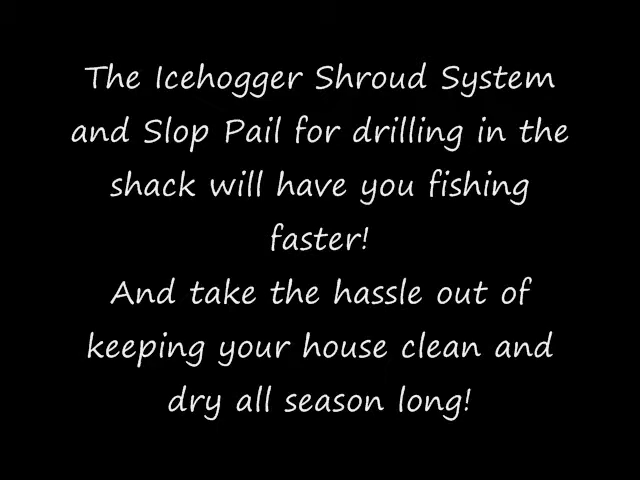 The Icehogger Shroud System
and Slop Pail for drilling in the
shack will have you fishing
faster!
And take the hassle out of
keeping your house clean and
dry all season long!